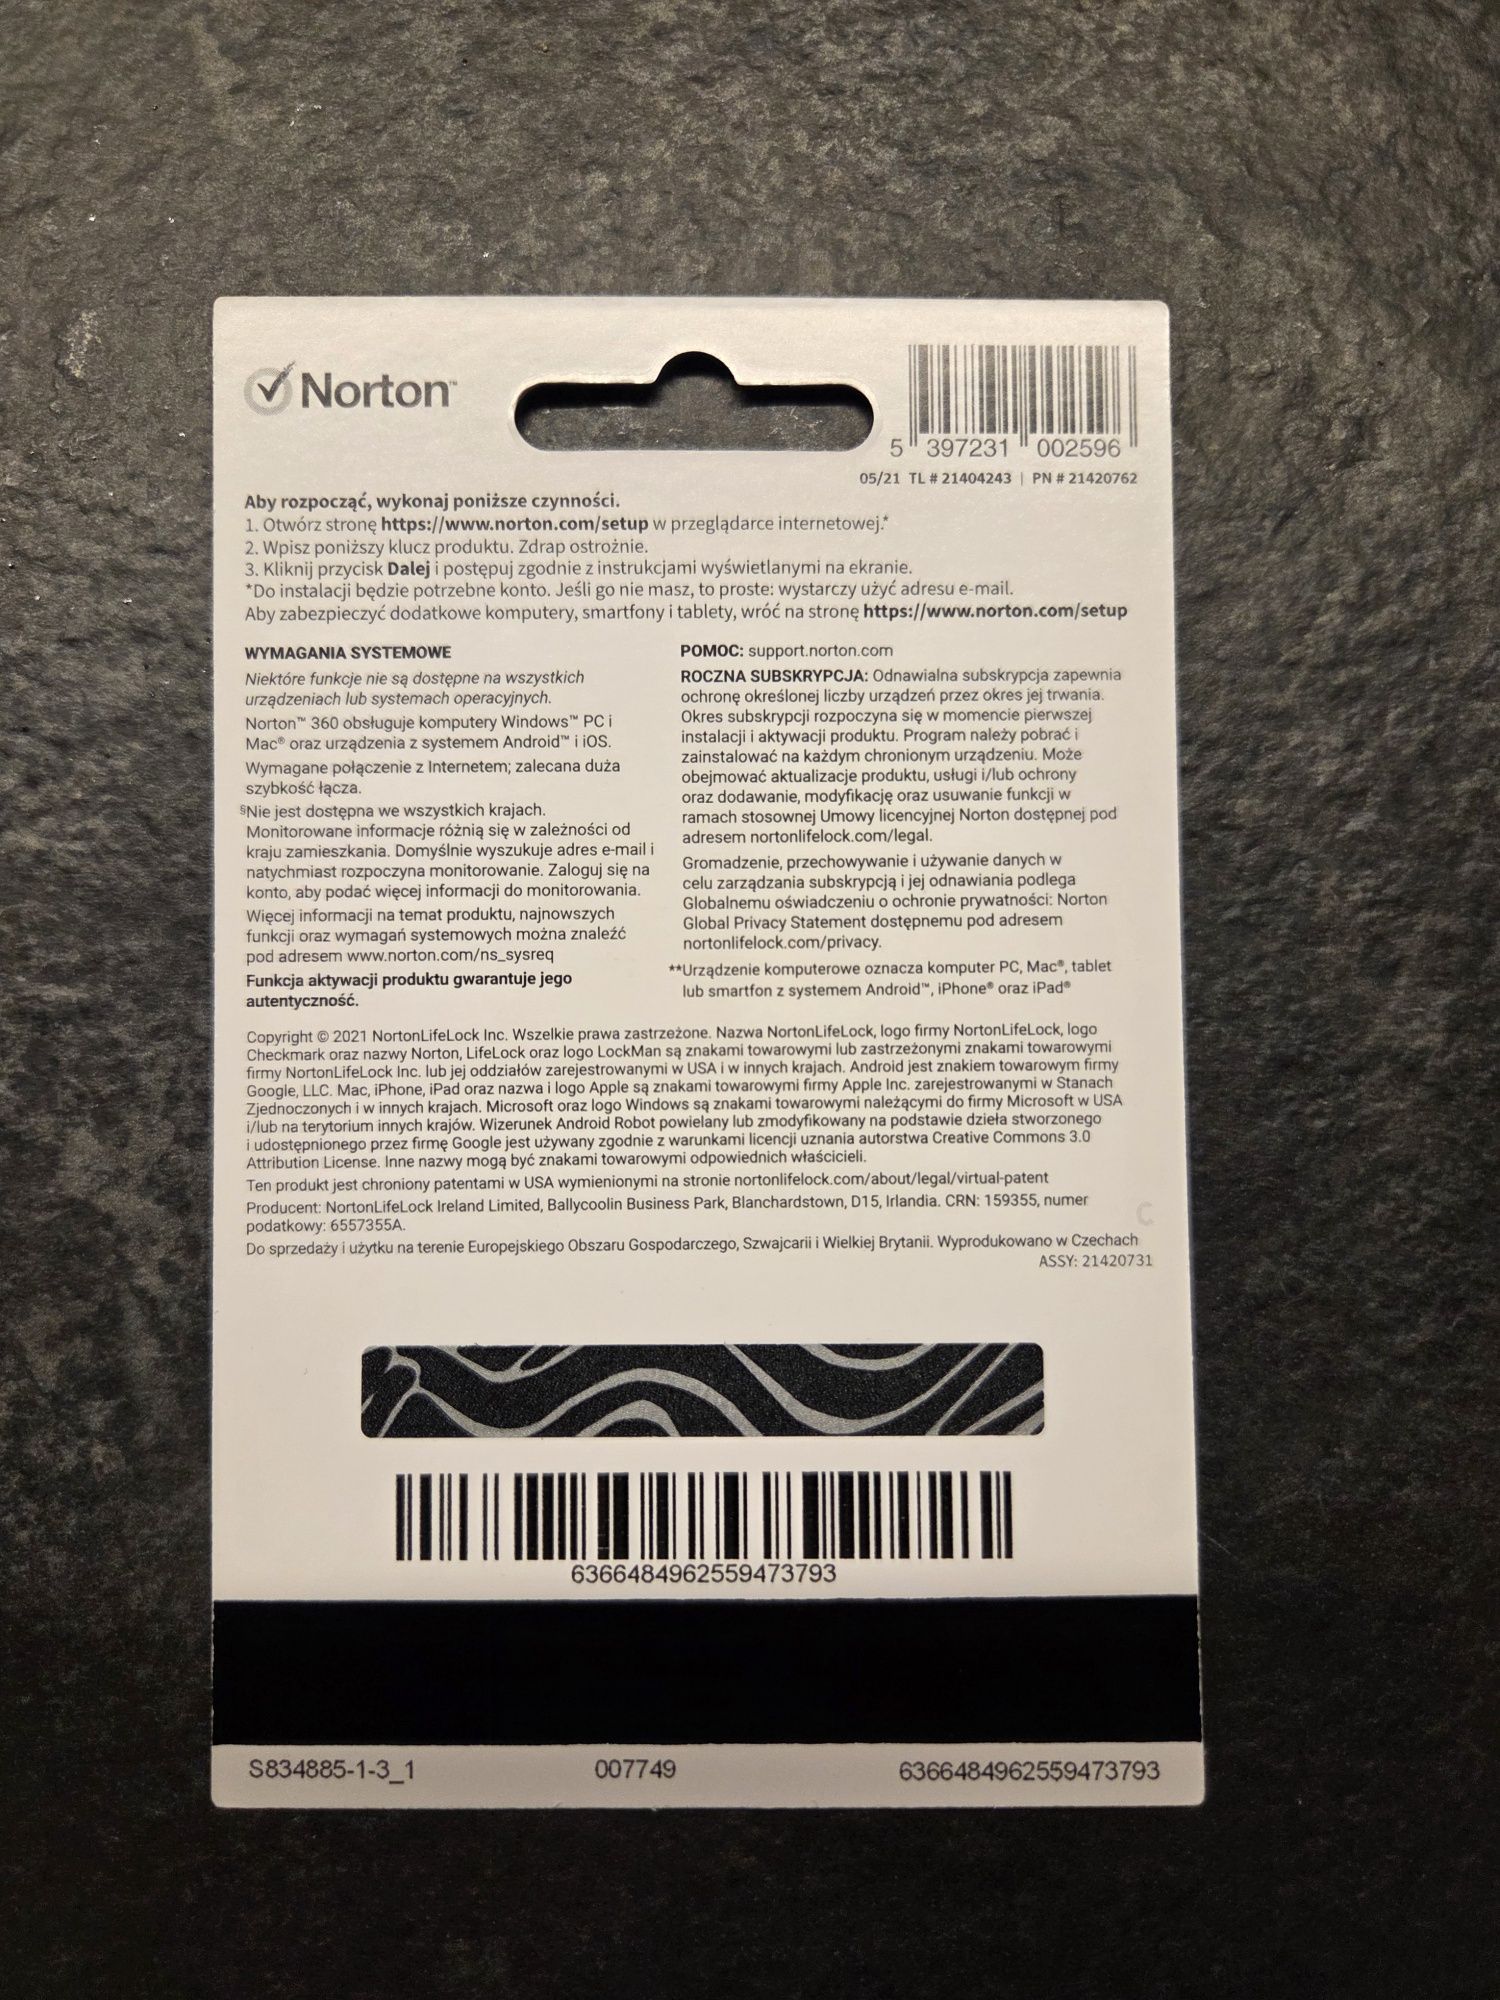 Norton™
5 397231 002596
05/21 TL # 21404243 | PN # 21420762
Aby rozpocząć, wykonaj poniższe czynności.
1. Otwórz stronę https://www.norton.com/setup w przeglądarce internetowej.*
2. Wpisz poniższy klucz produktu. Zdrap ostrożnie.
3. Kliknij przycisk Dalej i postępuj zgodnie z instrukcjami wyświetlanymi na ekranie.
*Do instalacji będzie potrzebne konto. Jeśli go nie masz, to proste: wystarczy użyć adresu e-mail.
Aby zabezpieczyć dodatkowe komputery, smartfony i tablety, wróć na stronę https://www.norton.com/setup
WYMAGANIA SYSTEMOWE
Niektóre funkcje nie są dostępne na wszystkich
urządzeniach lub systemach operacyjnych.
Norton™ 360 obsługuje komputery Windows™ PC i
Mac® oraz urządzenia z systemem Android™ i iOS.
Wymagane połączenie z Internetem; zalecana duża
szybkość łącza.
§Nie jest dostępna we wszystkich krajach.
Monitorowane informacje różnią się w zależności od
kraju zamieszkania. Domyślnie wyszukuje adres e-mail i
natychmiast rozpoczyna monitorowanie. Zaloguj się na
konto, aby podać więcej informacji do monitorowania.
Więcej informacji na temat produktu, najnowszych
funkcji oraz wymagań systemowych można znaleźć
pod adresem www.norton.com/ns_sysreq
Funkcja aktywacji produktu gwarantuje jego
autentyczność.
POMOC: support.norton.com
ROCZNA SUBSKRYPCJA: Odnawialna subskrypcja zapewnia
ochronę określonej liczby urządzeń przez okres jej trwania.
Okres subskrypcji rozpoczyna się w momencie pierwszej
instalacji i aktywacji produktu. Program należy pobrać i
zainstalować na każdym chronionym urządzeniu. Może
obejmować aktualizacje produktu, usługi i/lub ochrony
oraz dodawanie, modyfikację oraz usuwanie funkcji w
ramach stosownej Umowy licencyjnej Norton dostępnej pod
adresem nortonlifelock.com/legal.
Gromadzenie, przechowywanie i używanie danych w
celu zarządzania subskrypcją i jej odnawiania podlega
Globalnemu oświadczeniu o ochronie prywatności: Norton
Global Privacy Statement dostępnemu pod adresem
nortonlifelock.com/privacy.
**Urządzenie komputerowe oznacza komputer PC, Mac®, tablet
lub smartfon z systemem Android™, iPhone® oraz iPad®
Copyright © 2021 NortonLifeLock Inc. Wszelkie prawa zastrzeżone. Nazwa NortonLifeLock, logo firmy NortonLifeLock, logo
Checkmark oraz nazwy Norton, LifeLock oraz logo LockMan są znakami towarowymi lub zastrzeżonymi znakami towarowymi
firmy NortonLifeLock Inc. lub jej oddziałów zarejestrowanymi w USA i w innych krajach. Android jest znakiem towarowym firmy
Google, LLC. Mac, iPhone, iPad oraz nazwa i logo Apple są znakami towarowymi firmy Apple Inc. zarejestrowanymi w Stanach
Zjednoczonych i w innych krajach. Microsoft oraz logo Windows są znakami towarowymi należącymi do firmy Microsoft w USA
i/lub na terytorium innych krajów. Wizerunek Android Robot powielany lub zmodyfikowany na podstawie dzieła stworzonego
i udostępnionego przez firmę Google jest używany zgodnie z warunkami licencji uznania autorstwa Creative Commons 3.0
Attribution License. Inne nazwy mogą być znakami towarowymi odpowiednich właścicieli.
Ten produkt jest chroniony patentami w USA wymienionymi na stronie nortonlifelock.com/about/legal/virtual-patent
Producent: NortonLifeLock Ireland Limited, Ballycoolin Business Park, Blanchardstown, D15, Irlandia. CRN: 159355, numer
podatkowy: 6557355A.
C
Do sprzedaży i użytku na terenie Europejskiego Obszaru Gospodarczego, Szwajcarii i Wielkiej Brytanii. Wyprodukowano w Czechach
ASSY: 21420731
6366484962559473793
S834885-1-3_1 007749 6366484962559473793